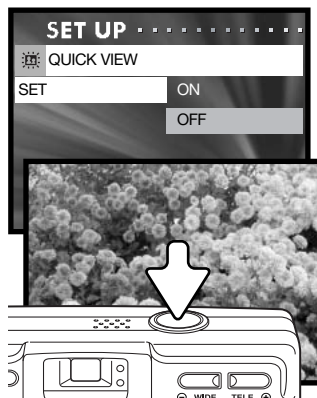 SET UP
QUICK VIEW
SET ON
OFF
WIDE TELE